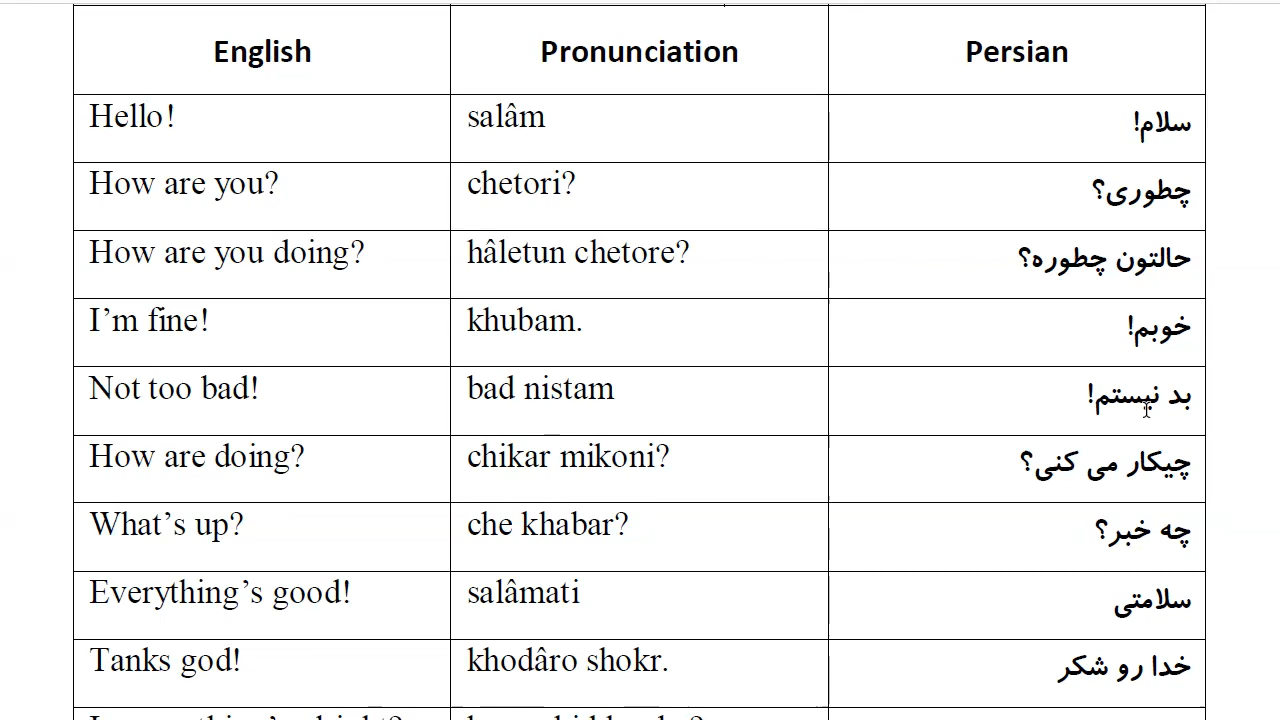 English Pronunciation Persian
Hello! salâm سلام!
How are you? chetori? چطوری؟
How are you doing? hâletun chetore? حالتون چطوره؟
I’m fine! khubam. خوبم!
Not too bad! bad nistam بد نیستم!
How are doing? chikar mikoni? چیکار می کنی؟
What’s up? che khabar? چه خبر؟
Everything’s good! salâmati سلامتی
Tanks god! khodâro shokr. خدا رو شکر